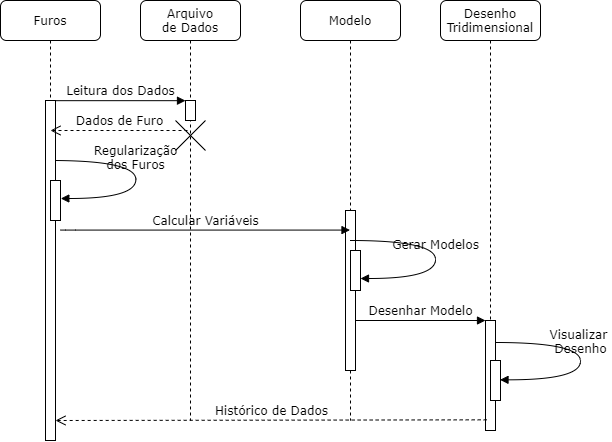 Furos
Arquivo
de Dados
Modelo
Desenho
Tridimensional
Leitura dos Dados
Dados de Furo
Regularização
dos Furos
Calcular Variáveis
Gerar Modelos
Desenhar Modelo
Visualizar
Desenho
Histórico de Dados